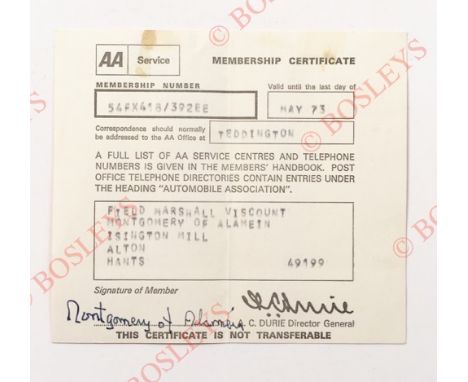 AA Service MEMBERSHIP CERTIFICATE
MEMBERSHIP NUMBER Valid until the last day of
54FX418/392EE MAY 73
Correspondence should normally
be addressed to the AA Office at TEDDINGTON
A FULL LIST OF AA SERVICE CENTRES AND TELEPHONE
NUMBERS IS GIVEN IN THE MEMBERS' HANDBOOK. POST
OFFICE TELEPHONE DIRECTORIES CONTAIN ENTRIES UNDER
THE HEADING "AUTOMOBILE ASSOCIATION".
FIELD MARSHALL VISCOUNT
MONTGOMERY OF ALAMEIN
ISINGTON MILL
ALTON
HANTS 49199
Signature of Member
Montgomery of Alamein A. C. DURIE Director General
THIS CERTIFICATE IS NOT TRANSFERABLE
© BOSLEYS
© BOSLEYS
© BOSLEYS
© BOSLEYS